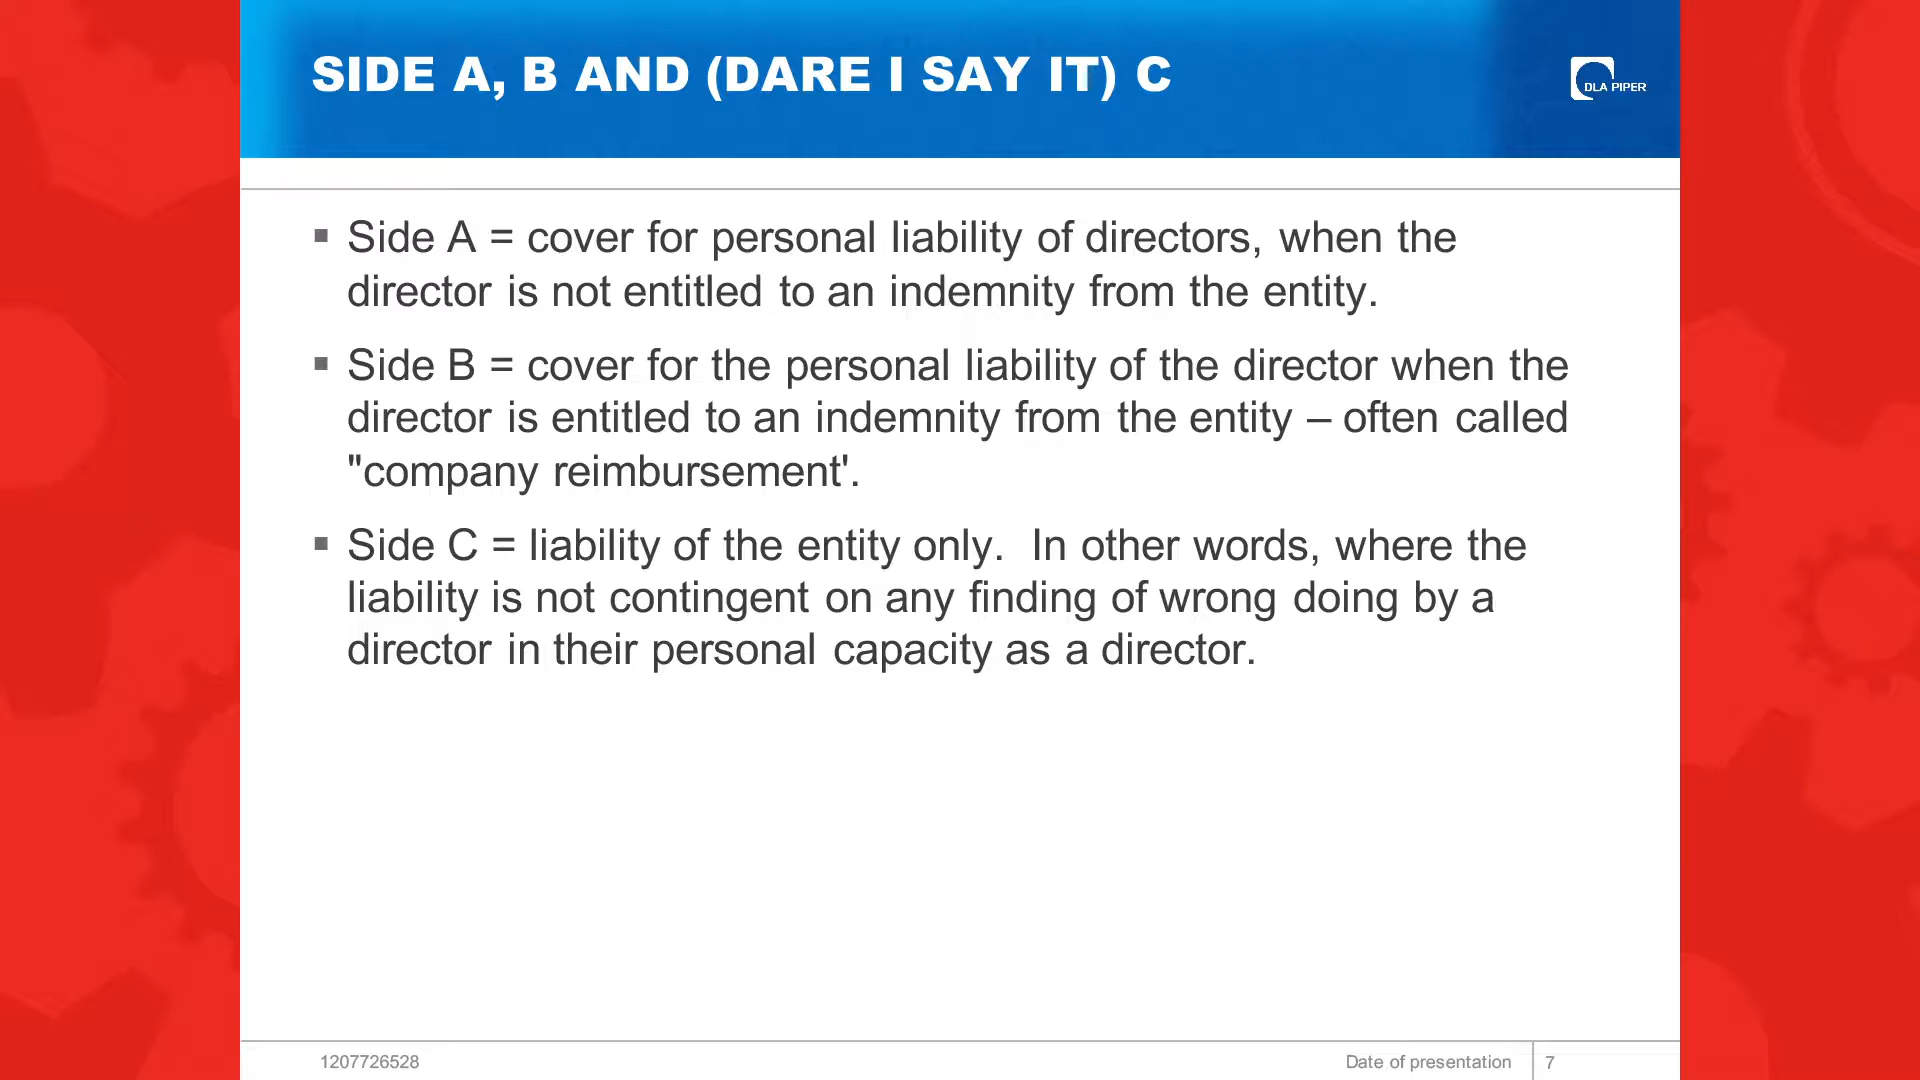 SIDE A, B AND (DARE I SAY IT) C
DLA PIPER
▪ Side A = cover for personal liability of directors, when the
director is not entitled to an indemnity from the entity.
▪ Side B = cover for the personal liability of the director when the
director is entitled to an indemnity from the entity – often called
"company reimbursement'.
▪ Side C = liability of the entity only.  In other words, where the
liability is not contingent on any finding of wrong doing by a
director in their personal capacity as a director.
1207726528
Date of presentation
7